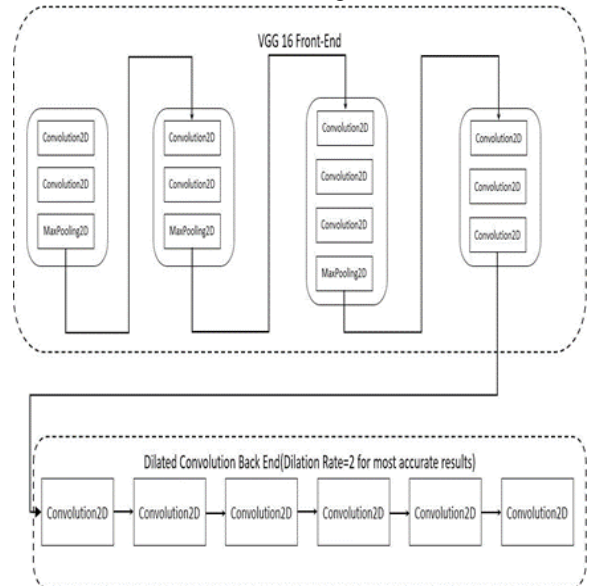 VGG 16 Front-End
Convolution2D
Convolution2D
MaxPooling2D
Convolution2D
Convolution2D
MaxPooling2D
Convolution2D
Convolution2D
Convolution2D
MaxPooling2D
Convolution2D
Convolution2D
Convolution2D
Dilated Convolution Back End(Dilation Rate=2 for most accurate results)
Convolution2D
Convolution2D
Convolution2D
Convolution2D
Convolution2D
Convolution2D